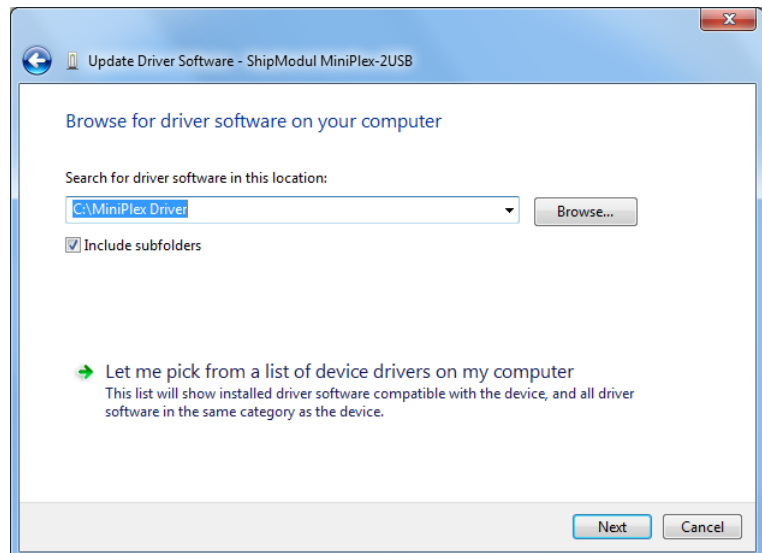 Update Driver Software - ShipModul MiniPlex-2USB
Browse for driver software on your computer
Search for driver software in this location:
C:\MiniPlex Driver
Browse...
Include subfolders
Let me pick from a list of device drivers on my computer
This list will show installed driver software compatible with the device, and all driver
software in the same category as the device.
Next
Cancel